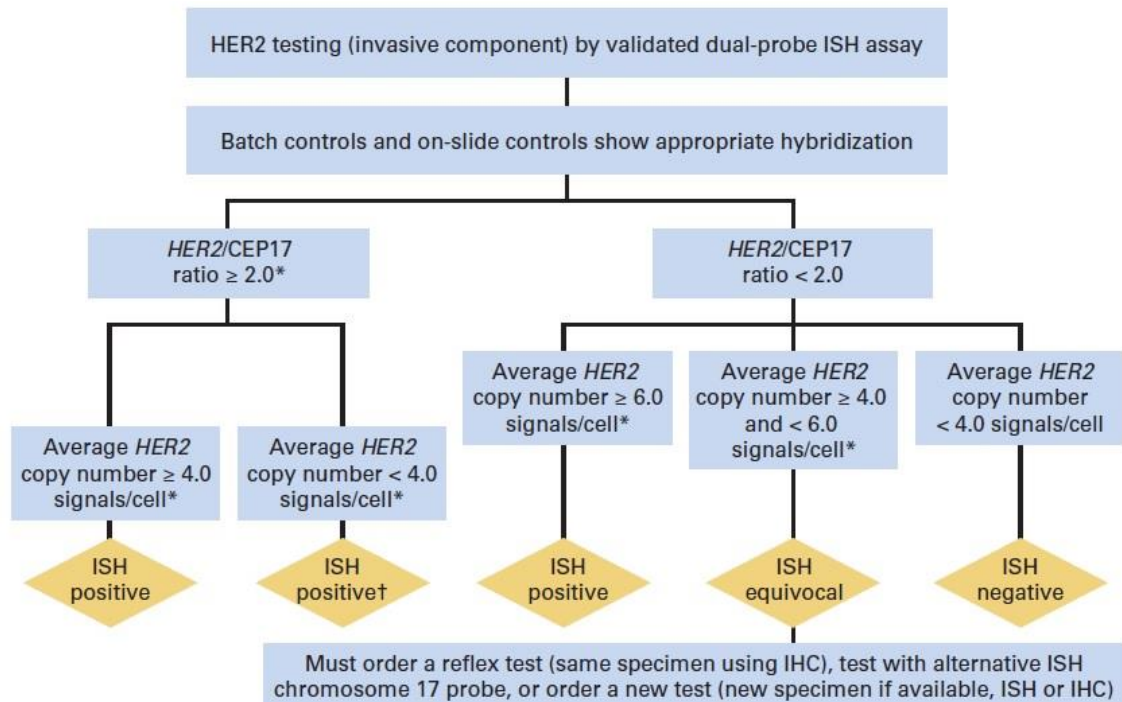 HER2 testing (invasive component) by validated dual-probe ISH assay
Batch controls and on-slide controls show appropriate hybridization
HER2/CEP17
ratio ≥ 2.0*
HER2/CEP17
ratio < 2.0
Average HER2
copy number ≥ 4.0
signals/cell*
Average HER2
copy number < 4.0
signals/cell*
Average HER2
copy number ≥ 6.0
signals/cell*
Average HER2
copy number ≥ 4.0
and < 6.0
signals/cell*
Average HER2
copy number
< 4.0 signals/cell
ISH
positive
ISH
positive†
ISH
positive
ISH
equivocal
ISH
negative
Must order a reflex test (same specimen using IHC), test with alternative ISH
chromosome 17 probe, or order a new test (new specimen if available, ISH or IHC)